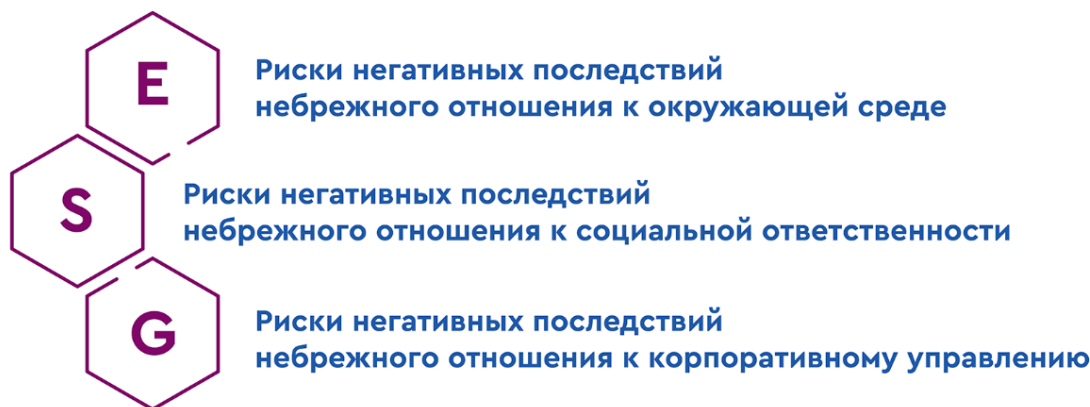 E
Риски негативных последствий
небрежного отношения к окружающей среде
S
Риски негативных последствий
небрежного отношения к социальной ответственности
G
Риски негативных последствий
небрежного отношения к корпоративному управлению